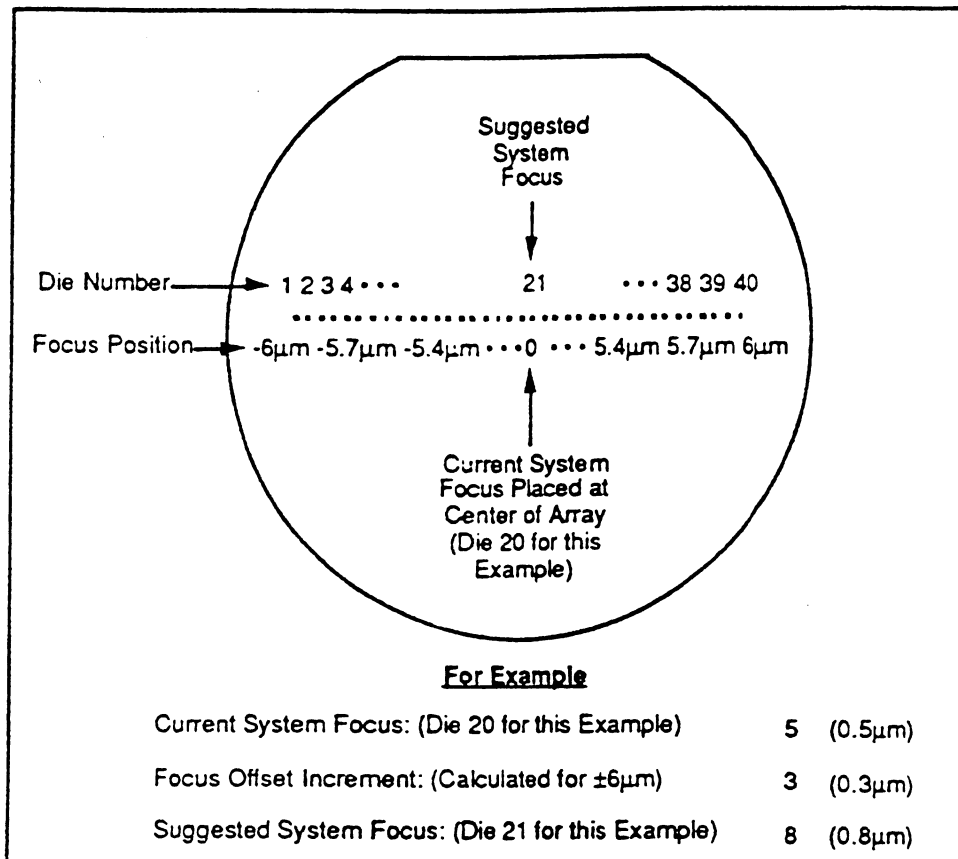 Suggested
System
Focus
Die Number 1 2 3 4 • • • 21 • • • 38 39 40
Focus Position -6µm -5.7µm -5.4µm • • • 0 • • • 5.4µm 5.7µm 6µm
Current System
Focus Placed at
Center of Array
(Die 20 for this
Example)
For Example
Current System Focus: (Die 20 for this Example) 5 (0.5µm)
Focus Offset Increment: (Calculated for ±6µm) 3 (0.3µm)
Suggested System Focus: (Die 21 for this Example) 8 (0.8µm)